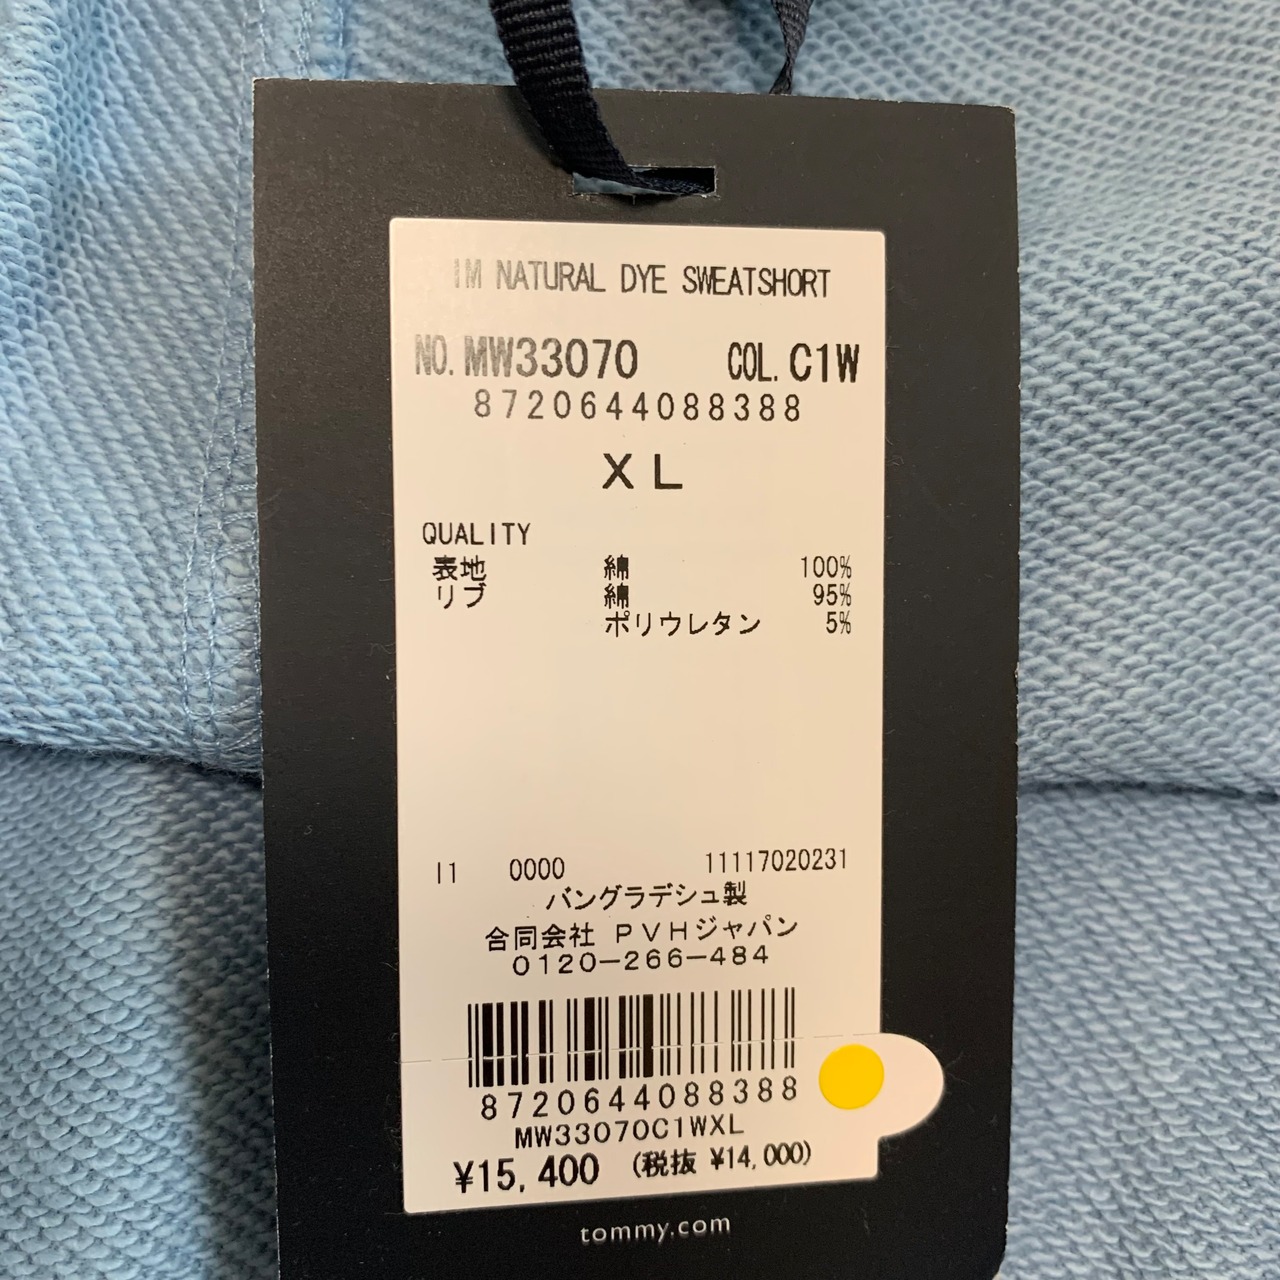 1M NATURAL DYE SWEATSHORT
NO. MW33070 COL. C1W
8720644088388
XL
QUALITY
表地 綿 100%
リブ 綿 95%
ポリウレタン 5%
I1 0000 11117020231
バングラデシュ製
合同会社 PVHジャパン
0120-266-484
8720644088388
MW33070C1WXL
¥15,400 (税抜 ¥14,000)
tommy.com